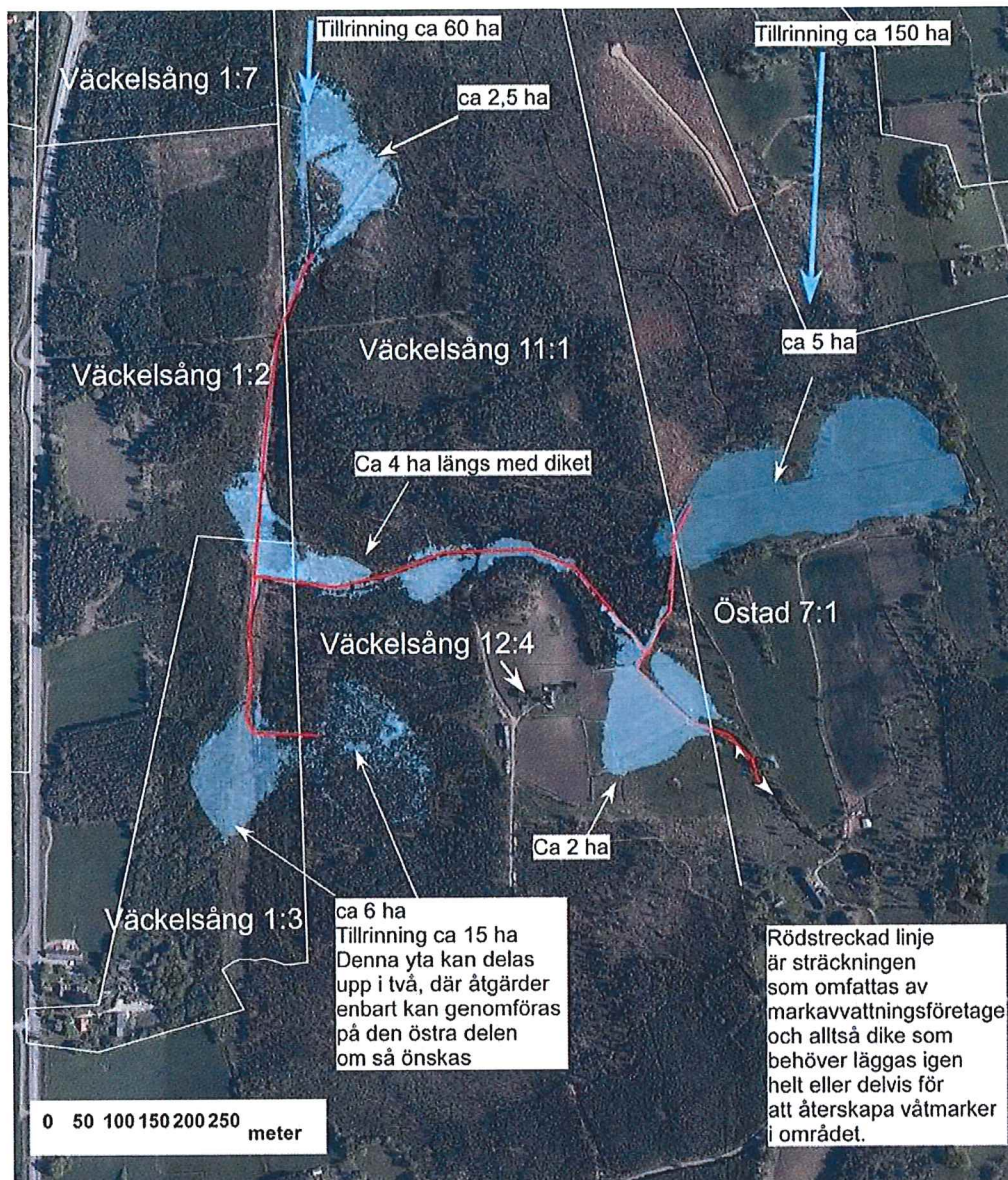 Tillrinning ca 60 ha
Tillrinning ca 150 ha
Väckelsång 1:7
ca 2,5 ha
ca 5 ha
Väckelsång 11:1
Väckelsång 1:2
Ca 4 ha längs med diket
Östad 7:1
Väckelsång 12:4
Ca 2 ha
Väckelsång 1:3
ca 6 ha
Tillrinning ca 15 ha
Denna yta kan delas
upp i två, där åtgärder
enbart kan genomföras
på den östra delen
om så önskas
Rödstreckad linje
är sträckningen
som omfattas av
markavvattningsföretage
och alltså dike som
behöver läggas igen
helt eller delvis för
att återskapa våtmarker
i området.
0 50 100 150 200 250 meter